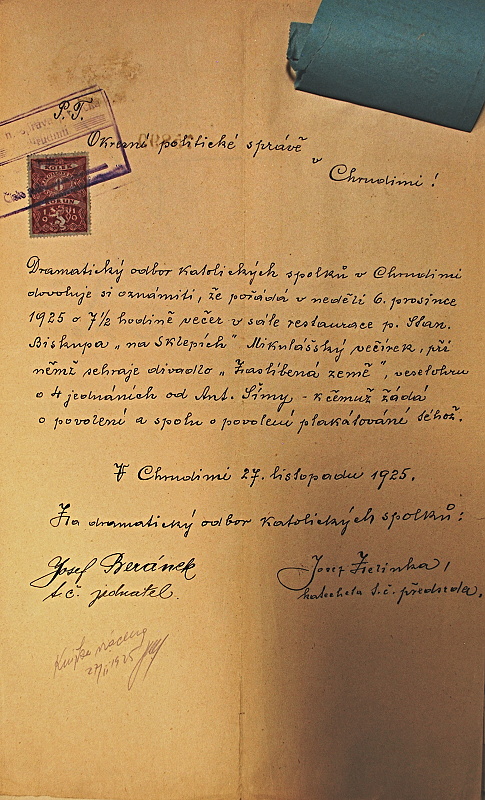 P. T.
Okresní politické správě
v
Chrudimi!
KOLEK
KORUN
Dramatický odbor katolických spolků v Chrudimi
dovoluje si oznámiti, že pořádá v neděli 6. prosince
1925 o 7 1/2 hodině večer v sále restaurace p. Stan.
Biskupa „na Sklepích" Mikulášský večírek, při
němž sehraje divadlo „Zaslíbená země", veselohru
o 4 jednáních od Ant. Šímy - k čemuž žádá
o povolení a spolu o povolení plakátování téhož.
V Chrudimi 27. listopadu 1925.
Za dramatický odbor katolických spolků:
Josef Beránek
t. č. jednatel.
Josef
katecheta t. č. předseda.
27/11 1925